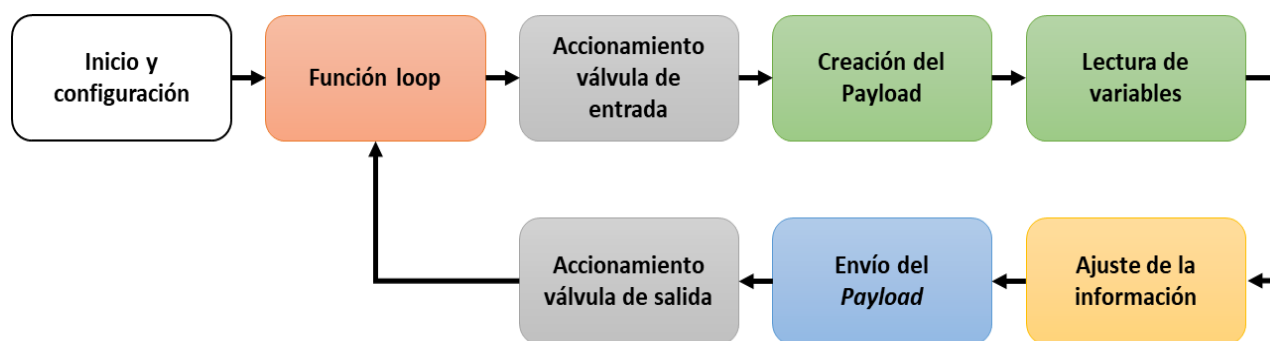 Inicio y
configuración
Función loop
Accionamiento
válvula de
entrada
Creación del
Payload
Lectura de
variables
Accionamiento
válvula de salida
Envío del
Payload
Ajuste de la
información